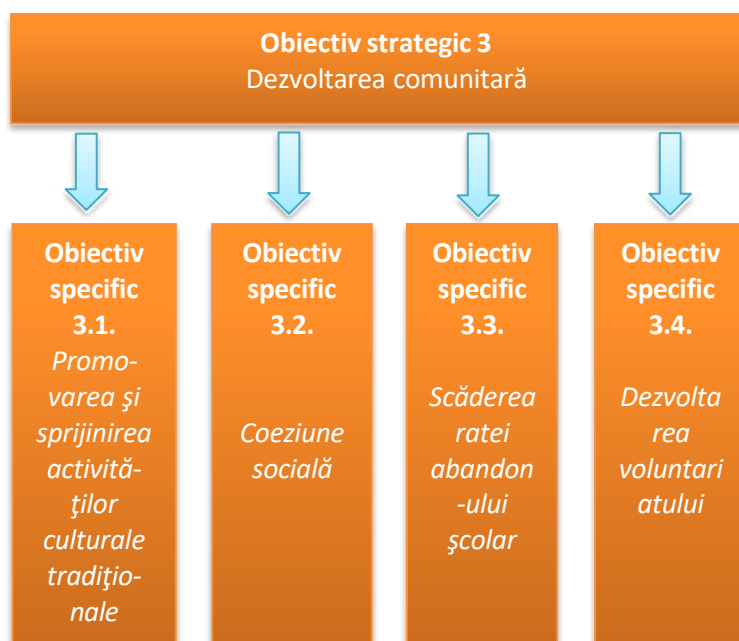 Obiectiv strategic 3
Dezvoltarea comunitară
Obiectiv
specific
3.1.
Promo-
varea şi
sprijinirea
activită-
ţilor
culturale
tradiţio-
nale
Obiectiv
specific
3.2.
Coeziune
socială
Obiectiv
specific
3.3.
Scăderea
ratei
abandon
-ului
şcolar
Obiectiv
specific
3.4.
Dezvolta
rea
voluntari
atului